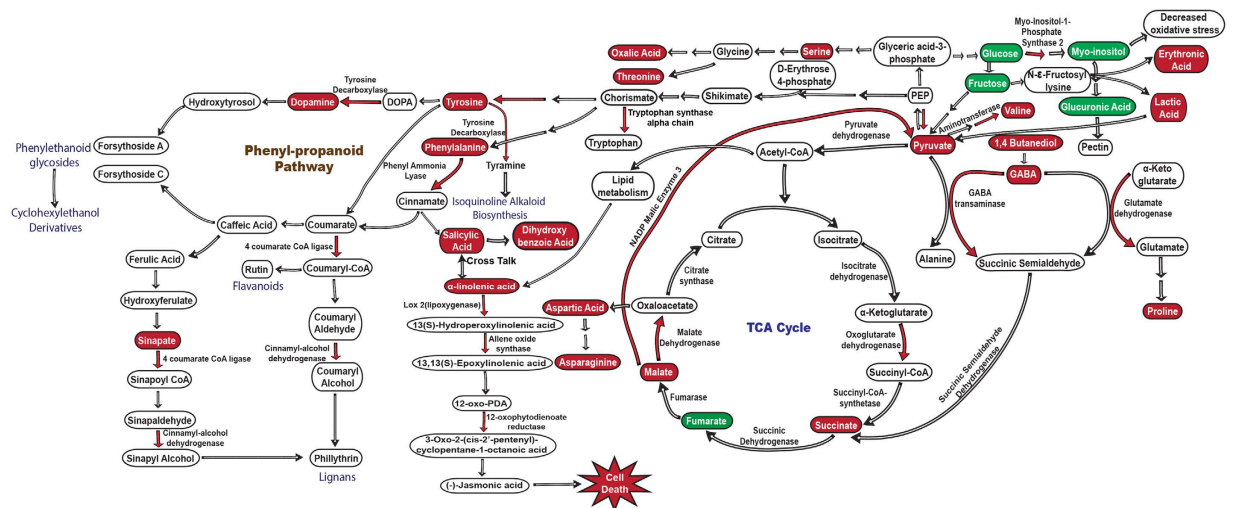 Decreased
oxidative stress
Myo-Inositol-1-
Phosphate
Synthase 2
Oxalic Acid
Glycine
Serine
Glyceric acid-3-
phosphate
Glucose
Myo-inositol
Erythronic
Acid
Threonine
D-Erythrose
4-phosphate
Fructose
N-ε-Fructosyl
lysine
Hydroxytyrosol
Dopamine
Tyrosine
Decarboxylase
DOPA
Tyrosine
Chorismate
Shikimate
PEP
Glucuronic Acid
Lactic
Acid
Tryptophan synthase
alpha chain
Tyrosine
Decarboxylase
Aminotransferase
Valine
Forsythoside A
Phenylethanoid
glycosides
Phenyl-propanoid
Pathway
Phenylalanine
Tryptophan
Pyruvate
dehydrogenase
Pyruvate
1,4 Butanediol
Pectin
Acetyl-CoA
Forsythoside C
Phenyl Ammonia
Lyase
Tyramine
Lipid
metabolism
NADP Malic Enzyme 3
GABA
α-Keto
glutarate
GABA
transaminase
Glutamate
dehydrogenase
Cyclohexylethanol
Derivatives
Cinnamate
Isoquinoline Alkaloid
Biosynthesis
Caffeic Acid
Coumarate
Salicylic
Acid
Dihydroxy
benzoic Acid
Citrate
Isocitrate
Glutamate
4 coumarate CoA ligase
Cross Talk
Ferulic Acid
Rutin
Coumaryl-CoA
Flavanoids
Alanine
Succinic Semialdehyde
Citrate
synthase
Isocitrate
dehydrogenase
α-linolenic acid
Hydroxyferulate
Lox 2(lipoxygenase)
Aspartic Acid
Oxaloacetate
α-Ketoglutarate
Proline
Coumaryl
Aldehyde
13(S)-Hydroperoxylinolenic acid
TCA Cycle
Sinapate
Allene oxide
synthase
Malate
Dehydrogenase
Oxoglutarate
dehydrogenase
4 coumarate CoA ligase
Cinnamyl-alcohol
dehydrogenase
13,13(S)-Epoxylinolenic acid
Asparaginine
Malate
Succinyl-CoA
Succinic Semialdehyde
Dehydrogenase
Sinapoyl CoA
Coumaryl
Alcohol
Fumarase
Succinyl-CoA-
synthetase
12-oxo-PDA
Sinapaldehyde
12-oxophytodienoate
reductase
Fumarate
Succinate
Cinnamyl-alcohol
dehydrogenase
Succinic
Dehydrogenase
3-Oxo-2-(cis-2'-pentenyl)-
cyclopentane-1-octanoic acid
Sinapyl Alcohol
Phillythrin
Lignans
(-)-Jasmonic acid
Cell
Death